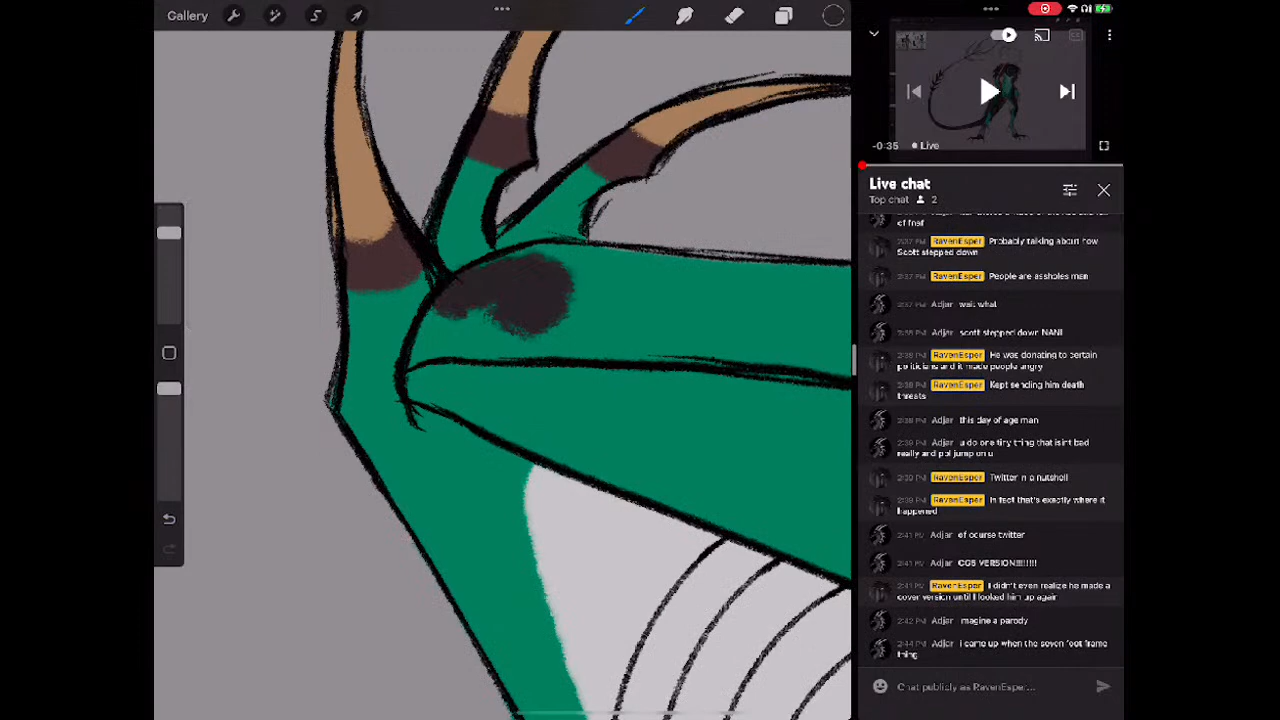 Gallery
-0:35
Live
Live chat
Top chat 2
of fnaf
2:37 PM RavenEsper Probably talking about how
Scott stepped down
2:37 PM RavenEsper People are assholes man
2:37 PM Adjar wait what
2:38 PM Adjar scott stepped down NANI
2:38 PM RavenEsper He was donating to certain
politicians and it made people angry
2:38 PM RavenEsper Kept sending him death
threats
2:38 PM Adjar this day of age man
2:39 PM Adjar u do one tiny thing that isint bad
really and ppl jump on u
2:39 PM RavenEsper Twitter in a nutshell
2:39 PM RavenEsper In fact that's exactly where it
happened
2:41 PM Adjar of course twitter
2:41 PM Adjar CG5 VERSION!!!!!!!!
2:41 PM RavenEsper I didn't even realize he made a
cover version until I looked him up again
2:42 PM Adjar imagine a parody
2:44 PM Adjar i came up when the seven foot frame
thing
Chat publicly as RavenEsper...